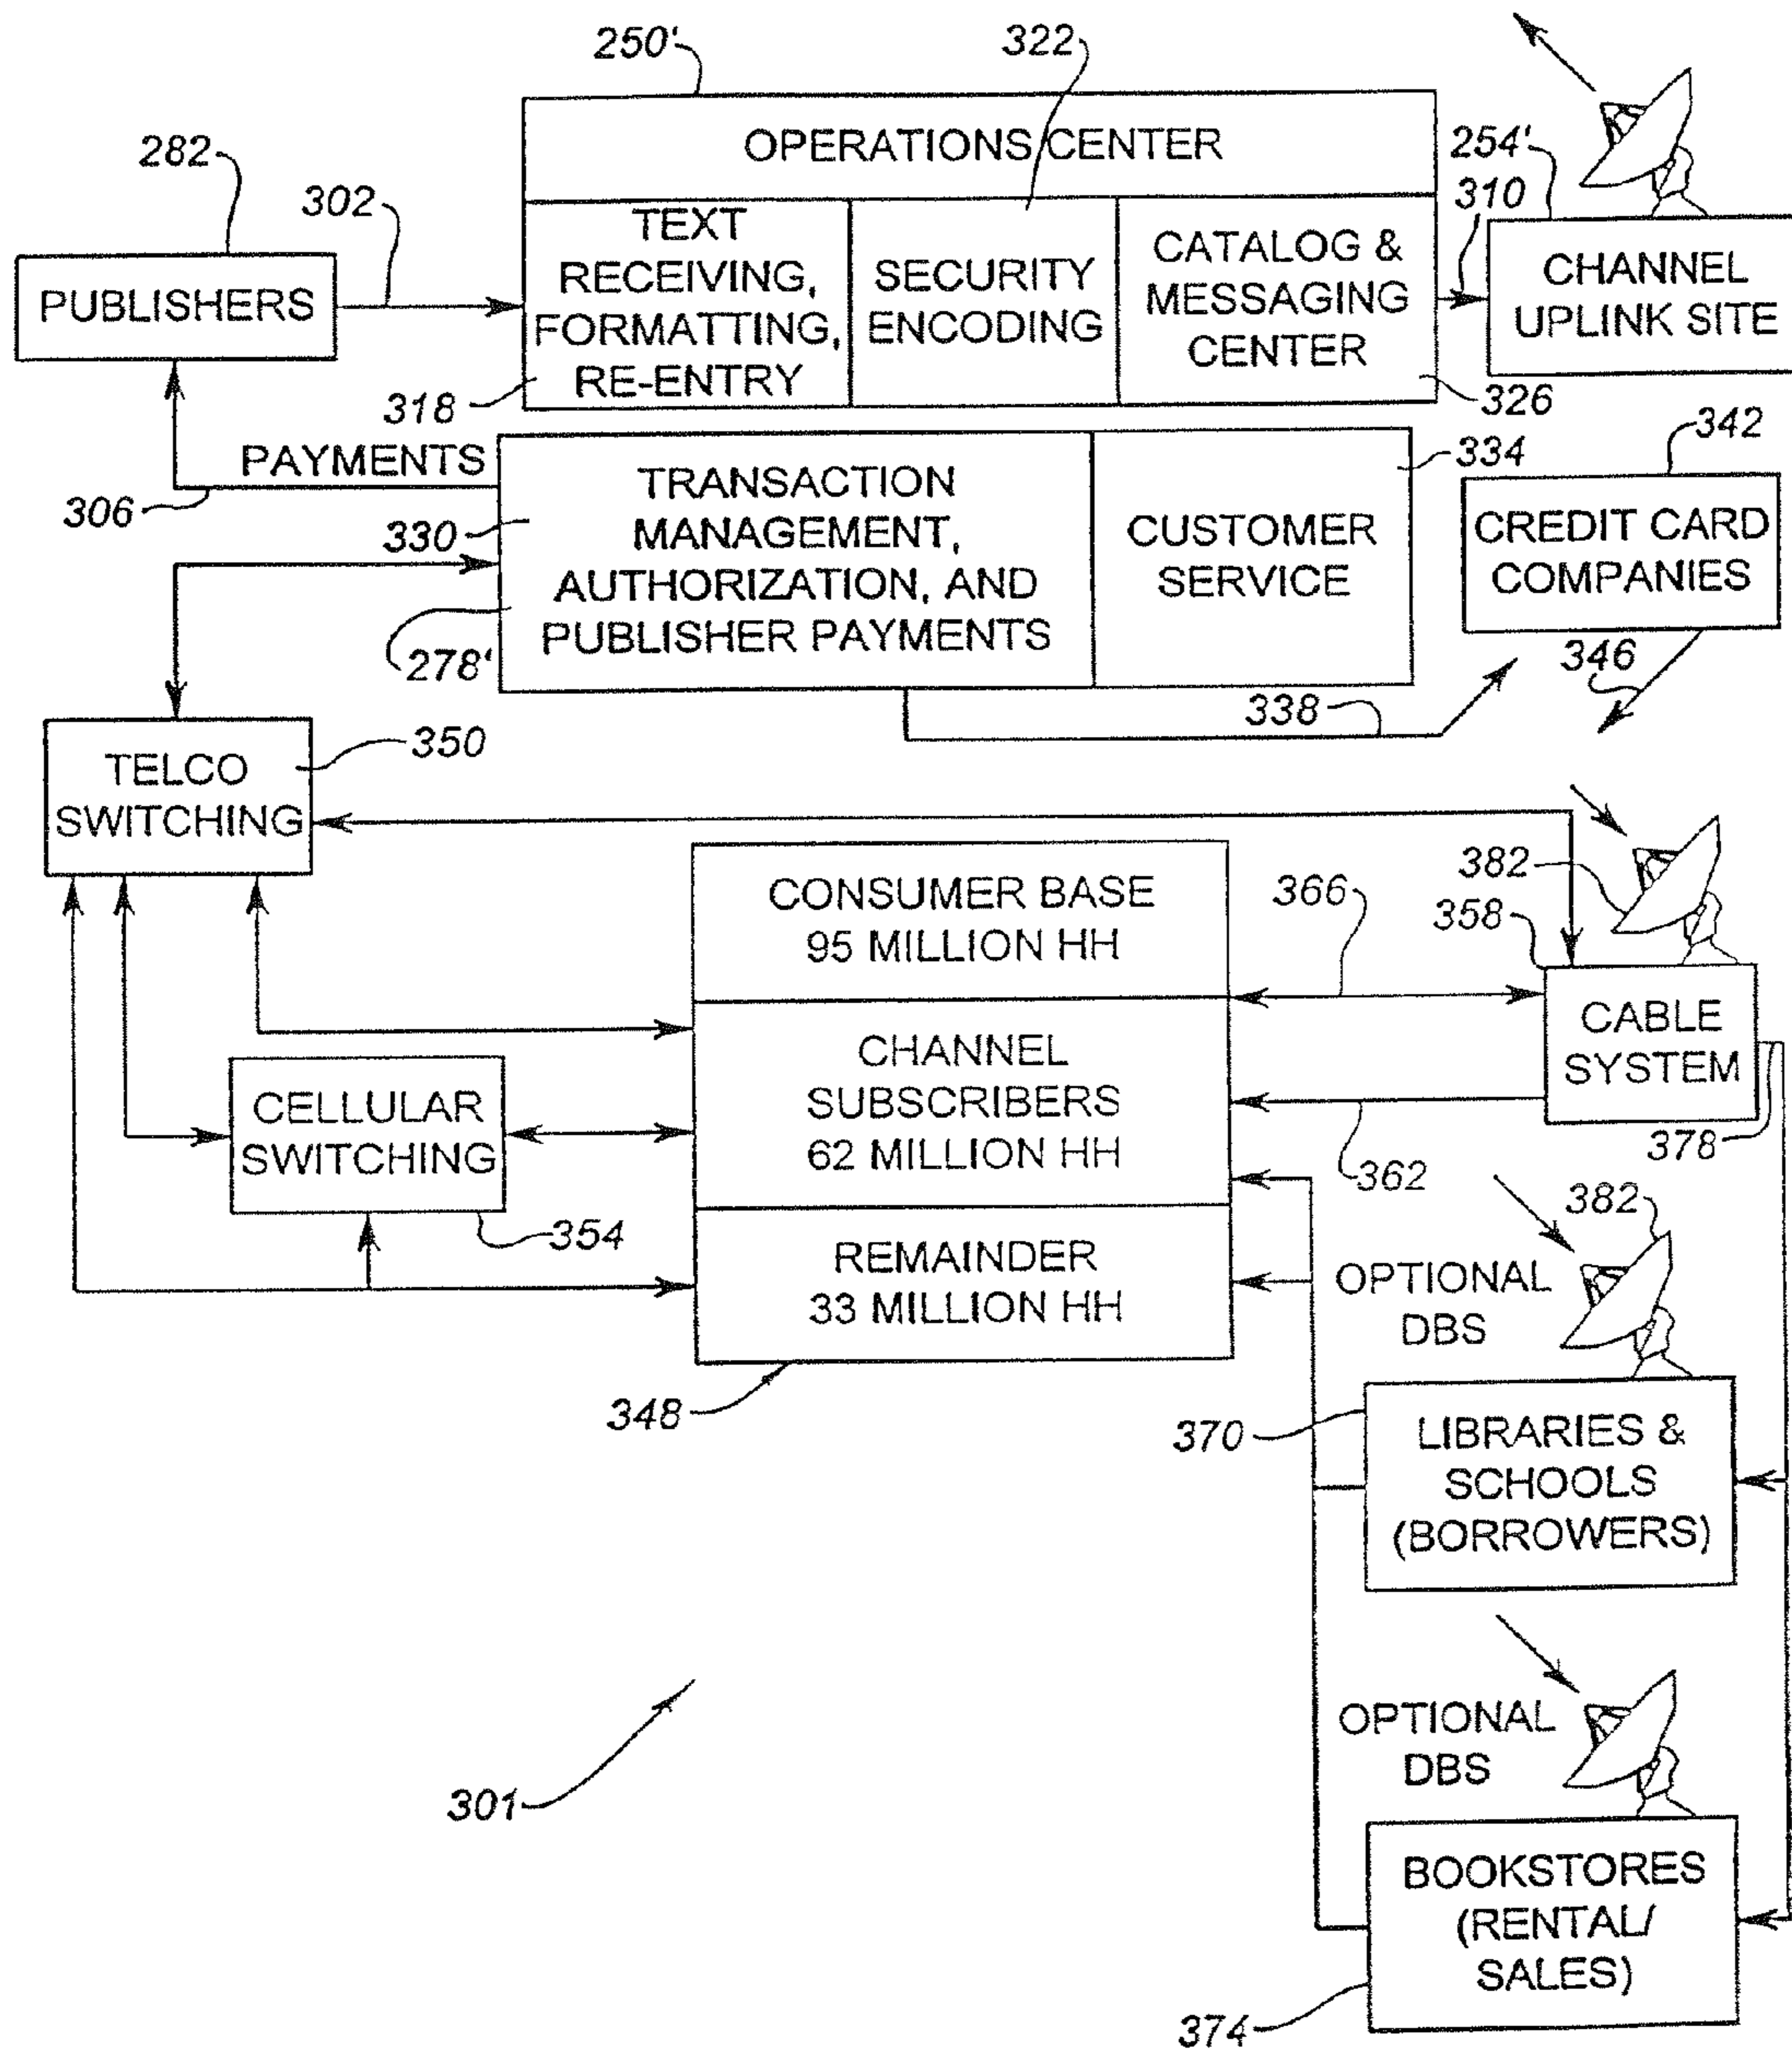 250'
322
OPERATIONS CENTER
254'
310
282
302
PUBLISHERS
TEXT
RECEIVING,
FORMATTING,
RE-ENTRY
318
SECURITY
ENCODING
CATALOG &
MESSAGING
CENTER
326
CHANNEL
UPLINK SITE
PAYMENTS
306
330
TRANSACTION
MANAGEMENT,
AUTHORIZATION, AND
PUBLISHER PAYMENTS
278'
334
CUSTOMER
SERVICE
342
CREDIT CARD
COMPANIES
346
338
350
TELCO
SWITCHING
CONSUMER BASE
95 MILLION HH
366
382
358
CABLE
SYSTEM
378
CHANNEL
SUBSCRIBERS
62 MILLION HH
362
CELLULAR
SWITCHING
354
REMAINDER
33 MILLION HH
348
382
OPTIONAL
DBS
370
LIBRARIES &
SCHOOLS
(BORROWERS)
OPTIONAL
DBS
301
BOOKSTORES
(RENTAL/
SALES)
374